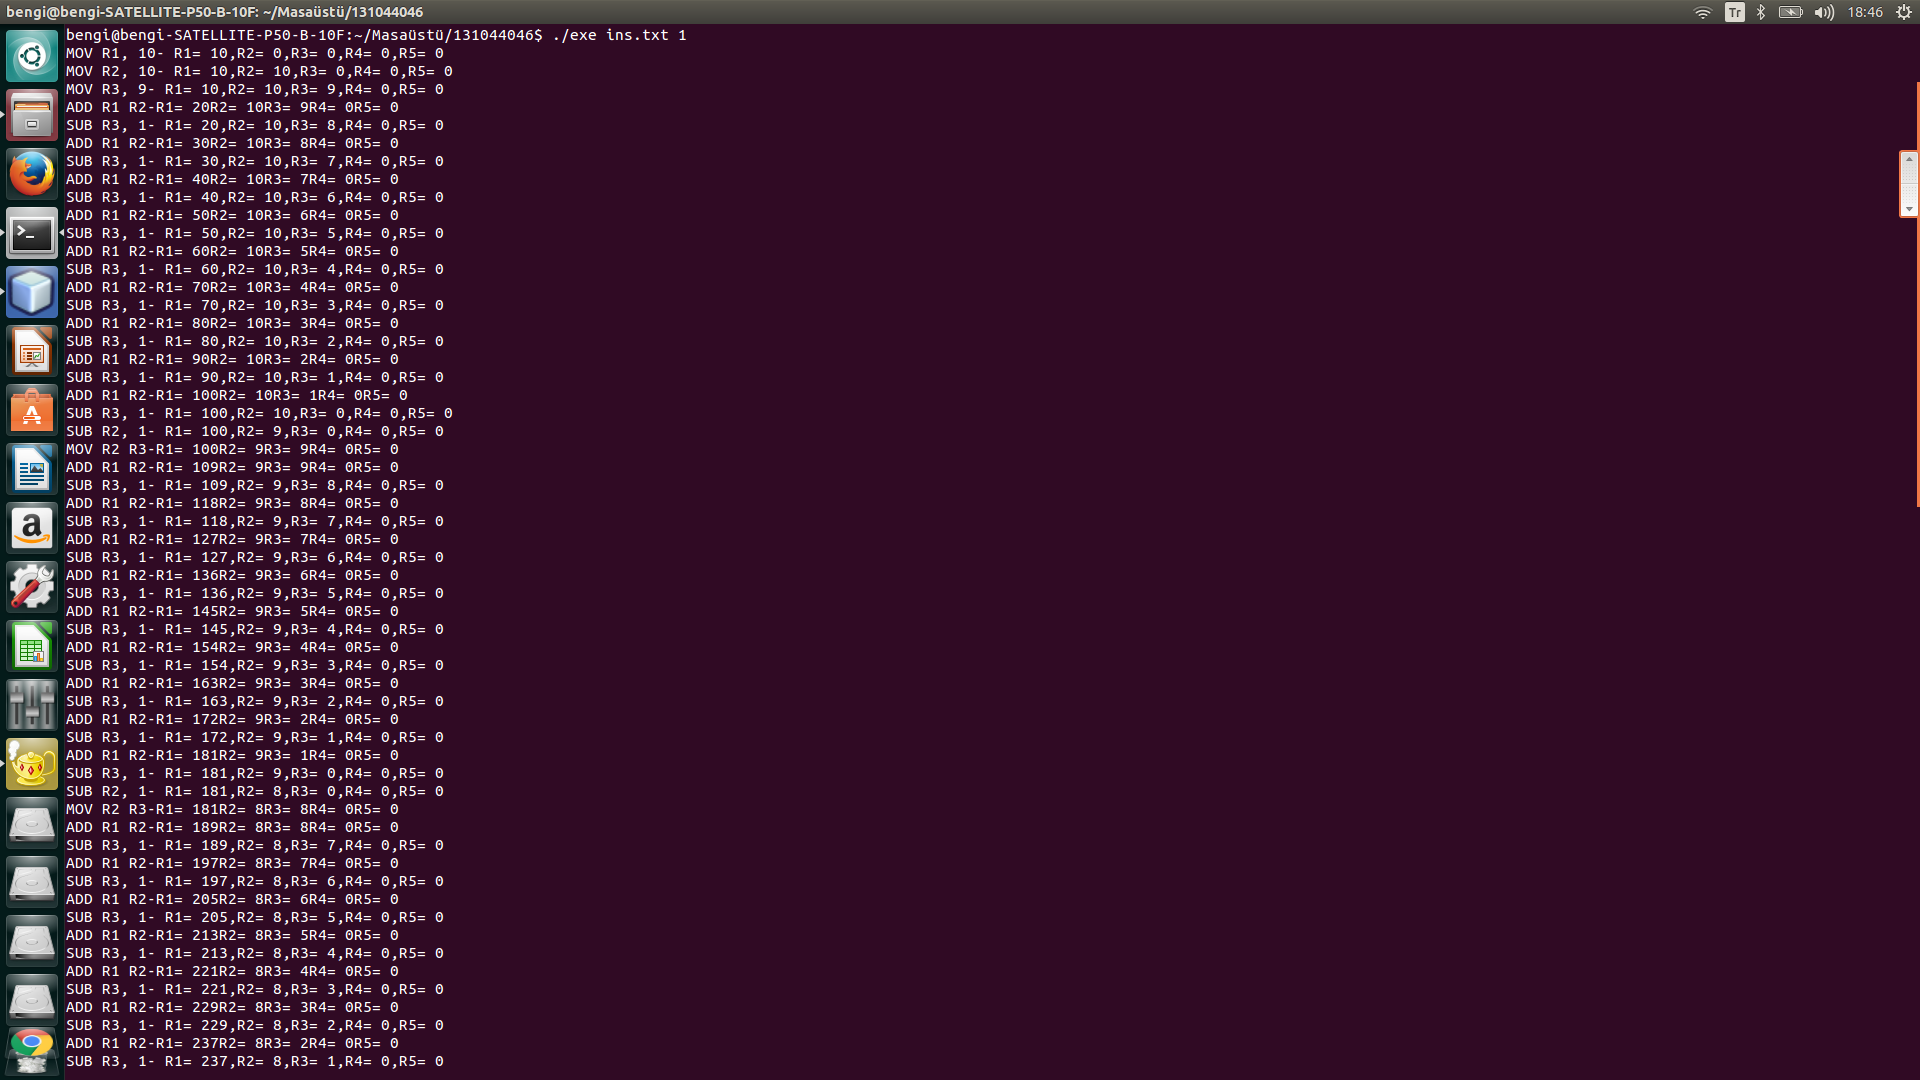 bengi@bengi-SATELLITE-P50-B-10F: ~/Masaüstü/131044046
Tr
18:46
bengi@bengi-SATELLITE-P50-B-10F:~/Masaüstü/131044046$ ./exe ins.txt 1
MOV R1, 10- R1= 10,R2= 0,R3= 0,R4= 0,R5= 0
MOV R2, 10- R1= 10,R2= 10,R3= 0,R4= 0,R5= 0
MOV R3, 9- R1= 10,R2= 10,R3= 9,R4= 0,R5= 0
ADD R1 R2-R1= 20R2= 10R3= 9R4= 0R5= 0
SUB R3, 1- R1= 20,R2= 10,R3= 8,R4= 0,R5= 0
ADD R1 R2-R1= 30R2= 10R3= 8R4= 0R5= 0
SUB R3, 1- R1= 30,R2= 10,R3= 7,R4= 0,R5= 0
ADD R1 R2-R1= 40R2= 10R3= 7R4= 0R5= 0
SUB R3, 1- R1= 40,R2= 10,R3= 6,R4= 0,R5= 0
ADD R1 R2-R1= 50R2= 10R3= 6R4= 0R5= 0
SUB R3, 1- R1= 50,R2= 10,R3= 5,R4= 0,R5= 0
ADD R1 R2-R1= 60R2= 10R3= 5R4= 0R5= 0
SUB R3, 1- R1= 60,R2= 10,R3= 4,R4= 0,R5= 0
ADD R1 R2-R1= 70R2= 10R3= 4R4= 0R5= 0
SUB R3, 1- R1= 70,R2= 10,R3= 3,R4= 0,R5= 0
ADD R1 R2-R1= 80R2= 10R3= 3R4= 0R5= 0
SUB R3, 1- R1= 80,R2= 10,R3= 2,R4= 0,R5= 0
ADD R1 R2-R1= 90R2= 10R3= 2R4= 0R5= 0
SUB R3, 1- R1= 90,R2= 10,R3= 1,R4= 0,R5= 0
ADD R1 R2-R1= 100R2= 10R3= 1R4= 0R5= 0
SUB R3, 1- R1= 100,R2= 10,R3= 0,R4= 0,R5= 0
SUB R2, 1- R1= 100,R2= 9,R3= 0,R4= 0,R5= 0
MOV R2 R3-R1= 100R2= 9R3= 9R4= 0R5= 0
ADD R1 R2-R1= 109R2= 9R3= 9R4= 0R5= 0
SUB R3, 1- R1= 109,R2= 9,R3= 8,R4= 0,R5= 0
ADD R1 R2-R1= 118R2= 9R3= 8R4= 0R5= 0
SUB R3, 1- R1= 118,R2= 9,R3= 7,R4= 0,R5= 0
ADD R1 R2-R1= 127R2= 9R3= 7R4= 0R5= 0
SUB R3, 1- R1= 127,R2= 9,R3= 6,R4= 0,R5= 0
ADD R1 R2-R1= 136R2= 9R3= 6R4= 0R5= 0
SUB R3, 1- R1= 136,R2= 9,R3= 5,R4= 0,R5= 0
ADD R1 R2-R1= 145R2= 9R3= 5R4= 0R5= 0
SUB R3, 1- R1= 145,R2= 9,R3= 4,R4= 0,R5= 0
ADD R1 R2-R1= 154R2= 9R3= 4R4= 0R5= 0
SUB R3, 1- R1= 154,R2= 9,R3= 3,R4= 0,R5= 0
ADD R1 R2-R1= 163R2= 9R3= 3R4= 0R5= 0
SUB R3, 1- R1= 163,R2= 9,R3= 2,R4= 0,R5= 0
ADD R1 R2-R1= 172R2= 9R3= 2R4= 0R5= 0
SUB R3, 1- R1= 172,R2= 9,R3= 1,R4= 0,R5= 0
ADD R1 R2-R1= 181R2= 9R3= 1R4= 0R5= 0
SUB R3, 1- R1= 181,R2= 9,R3= 0,R4= 0,R5= 0
SUB R2, 1- R1= 181,R2= 8,R3= 0,R4= 0,R5= 0
MOV R2 R3-R1= 181R2= 8R3= 8R4= 0R5= 0
ADD R1 R2-R1= 189R2= 8R3= 8R4= 0R5= 0
SUB R3, 1- R1= 189,R2= 8,R3= 7,R4= 0,R5= 0
ADD R1 R2-R1= 197R2= 8R3= 7R4= 0R5= 0
SUB R3, 1- R1= 197,R2= 8,R3= 6,R4= 0,R5= 0
ADD R1 R2-R1= 205R2= 8R3= 6R4= 0R5= 0
SUB R3, 1- R1= 205,R2= 8,R3= 5,R4= 0,R5= 0
ADD R1 R2-R1= 213R2= 8R3= 5R4= 0R5= 0
SUB R3, 1- R1= 213,R2= 8,R3= 4,R4= 0,R5= 0
ADD R1 R2-R1= 221R2= 8R3= 4R4= 0R5= 0
SUB R3, 1- R1= 221,R2= 8,R3= 3,R4= 0,R5= 0
ADD R1 R2-R1= 229R2= 8R3= 3R4= 0R5= 0
SUB R3, 1- R1= 229,R2= 8,R3= 2,R4= 0,R5= 0
ADD R1 R2-R1= 237R2= 8R3= 2R4= 0R5= 0
SUB R3, 1- R1= 237,R2= 8,R3= 1,R4= 0,R5= 0